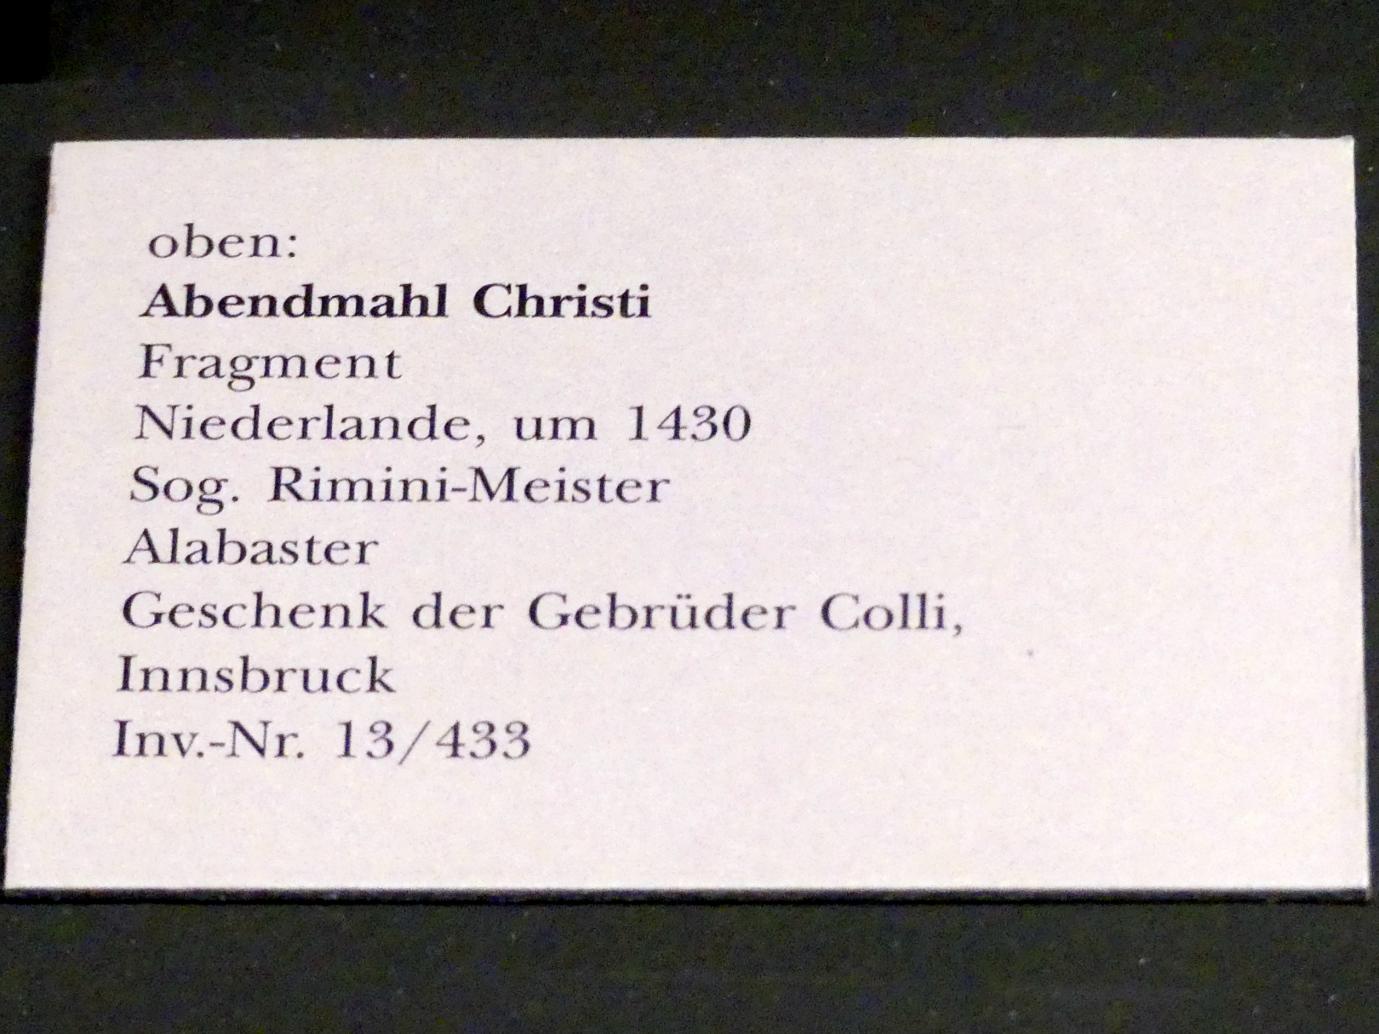 oben:
Abendmahl Christi
Fragment
Niederlande, um 1430
Sog. Rimini-Meister
Alabaster
Geschenk der Gebrüder Colli,
Innsbruck
Inv.-Nr. 13/433